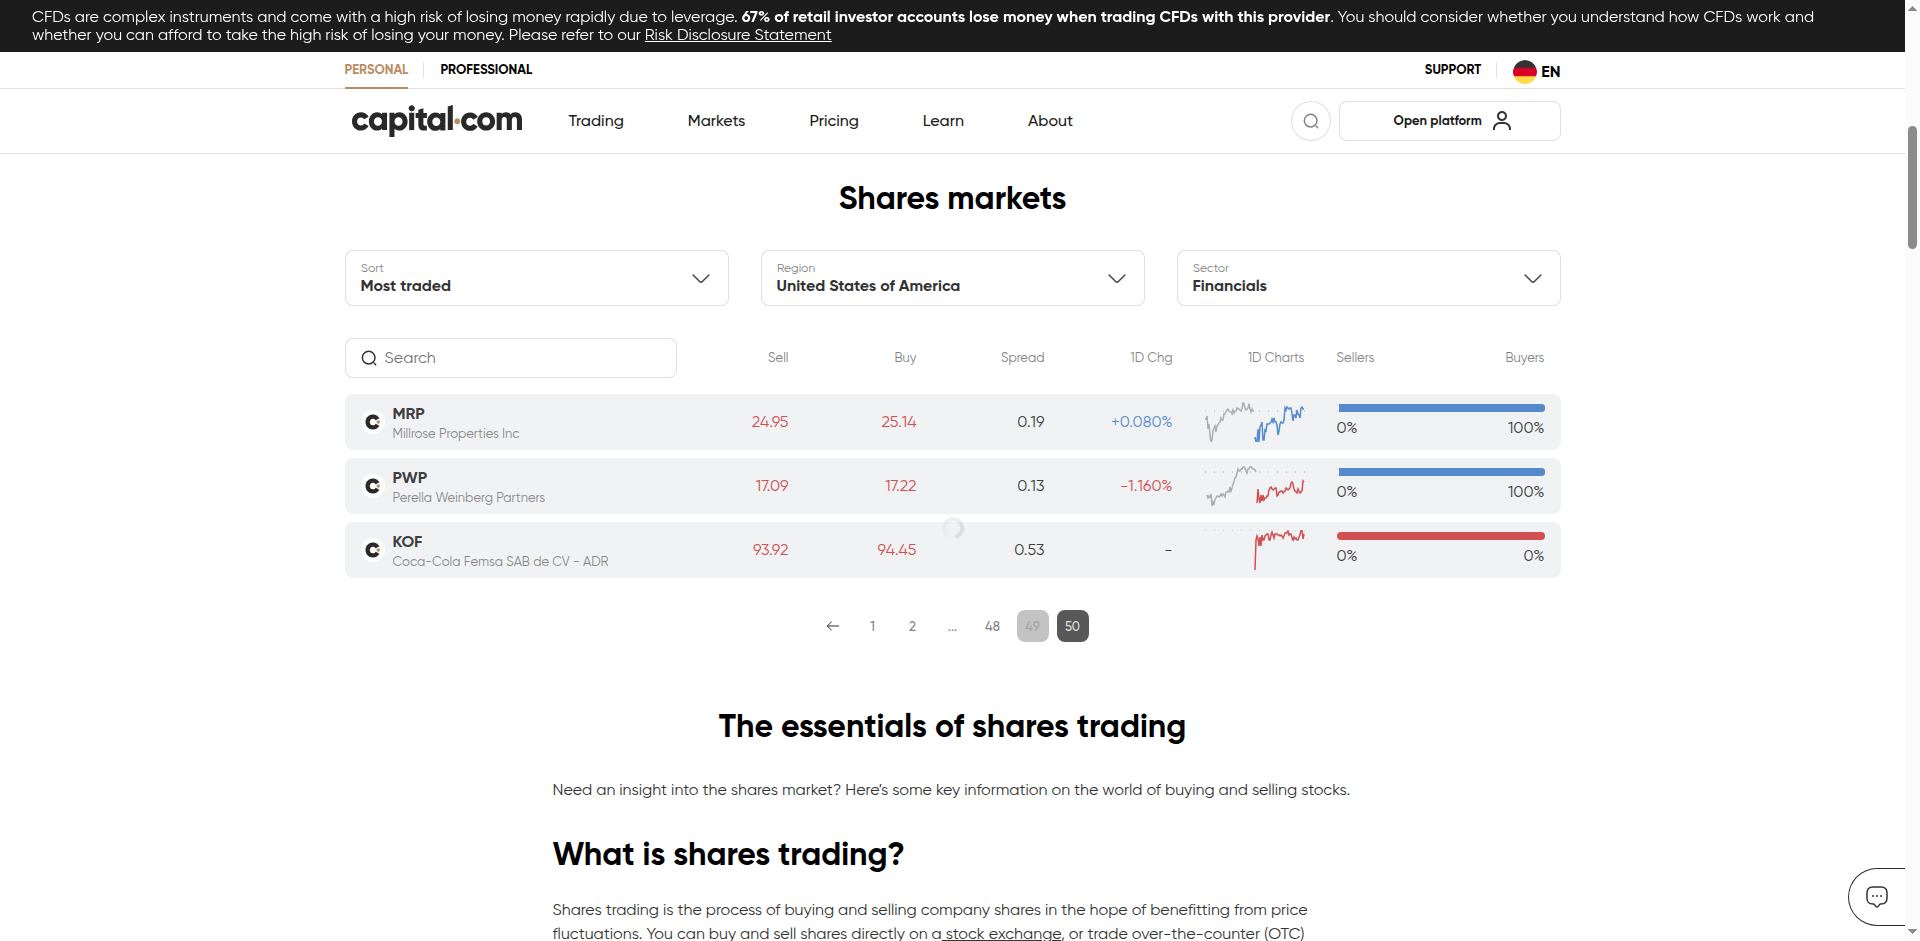 CFDs are complex instruments and come with a high risk of losing money rapidly due to leverage. 67% of retail investor accounts lose money when trading CFDs with this provider. You should consider whether you understand how CFDs work and
whether you can afford to take the high risk of losing your money. Please refer to our Risk Disclosure Statement
PERSONAL PROFESSIONAL SUPPORT EN
capital.com Trading Markets Pricing Learn About Open platform
Shares markets
Sort Region Sector
Most traded United States of America Financials
Search Sell Buy Spread 1D Chg 1D Charts Sellers Buyers
MRP
Millrose Properties Inc
24.95 25.14 0.19 +0.080% 0% 100%
PWP
Perella Weinberg Partners
17.09 17.22 0.13 -1.160% 0% 100%
KOF
Coca-Cola Femsa SAB de CV - ADR
93.92 94.45 0.53 - 0% 0%
1 2 ... 48 49 50
The essentials of shares trading
Need an insight into the shares market? Here's some key information on the world of buying and selling stocks.
What is shares trading?
Shares trading is the process of buying and selling company shares in the hope of benefitting from price
fluctuations. You can buy and sell shares directly on a stock exchange, or trade over-the-counter (OTC)